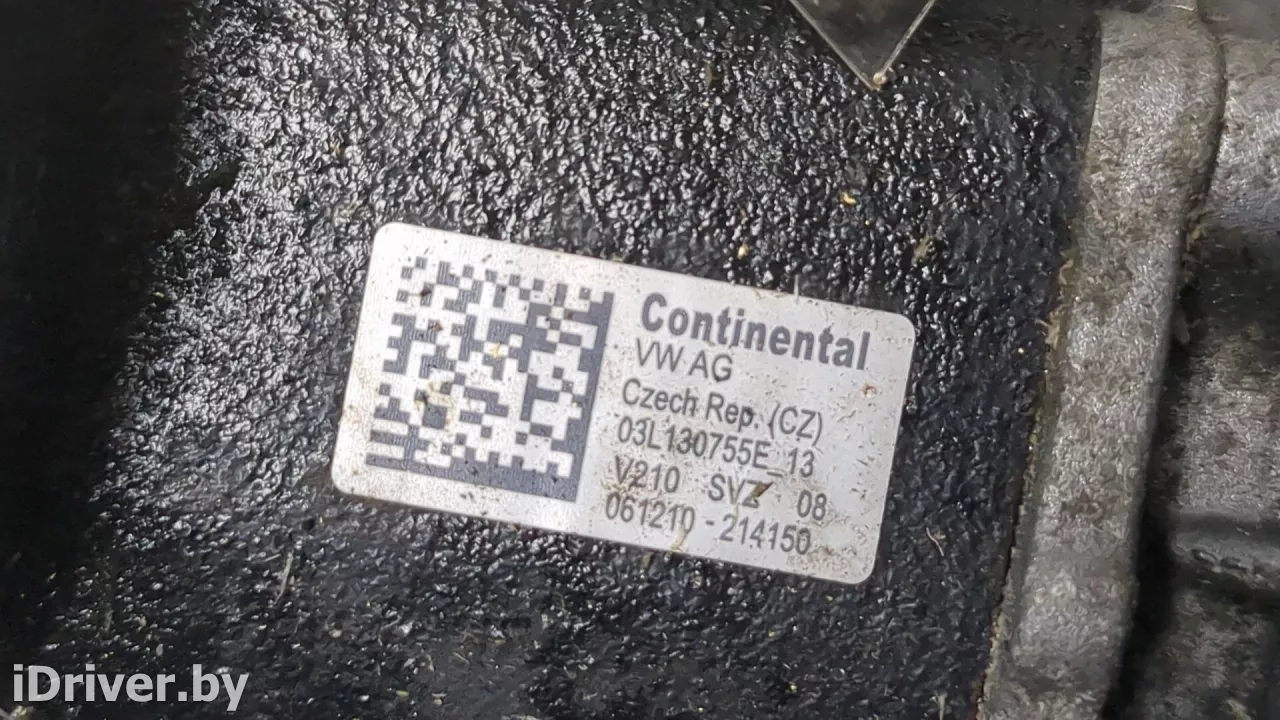 Continental
VW AG
Czech Rep. (CZ)
03L130755E_13
V210 SVZ 08
061210 - 214150
iDriver.by